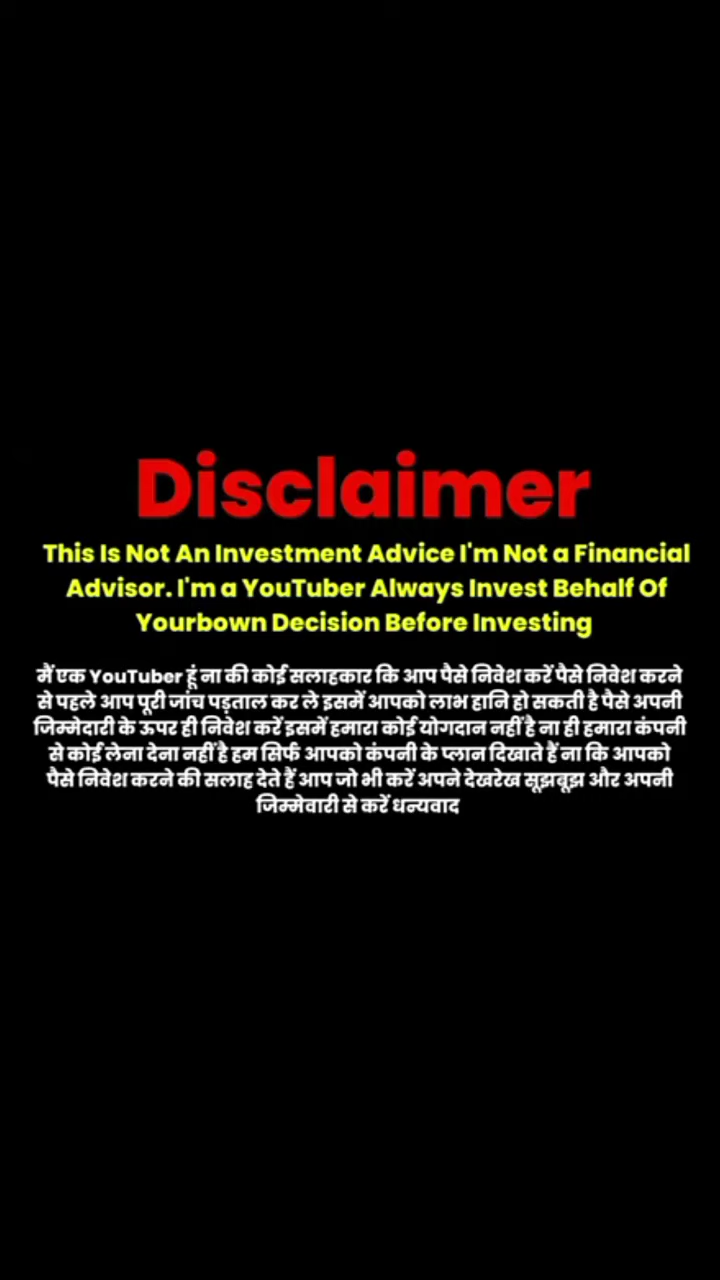 Disclaimer
This Is Not An Investment Advice I'm Not a Financial
Advisor. I'm a YouTuber Always Invest Behalf Of
Yourbown Decision Before Investing
मैं एक YouTuber हूं ना की कोई सलाहकार कि आप पैसे निवेश करें पैसे निवेश करने
से पहले आप पूरी जांच पड़ताल कर ले इसमें आपको लाभ हानि हो सकती है पैसे अपनी
जिम्मेदारी के ऊपर ही निवेश करें इसमें हमारा कोई योगदान नहीं है ना ही हमारा कंपनी
से कोई लेना देना नहीं है हम सिर्फ आपको कंपनी के प्लान दिखाते हैं ना कि आपको
पैसे निवेश करने की सलाह देते हैं आप जो भी करें अपने देखरेख सूझबूझ और अपनी
जिम्मेवारी से करें धन्यवाद